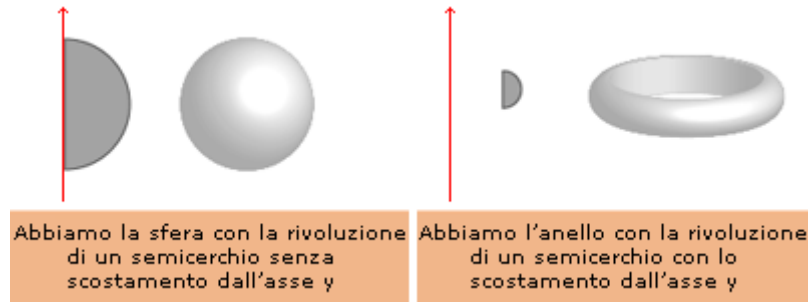 Abbiamo la sfera con la rivoluzione
di un semicerchio senza
scostamento dall'asse y
Abbiamo l'anello con la rivoluzione
di un semicerchio con lo
scostamento dall'asse y